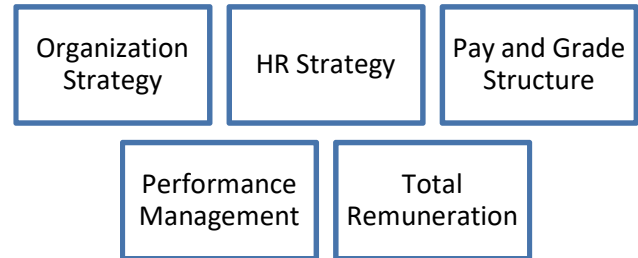 Organization
Strategy
HR Strategy
Pay and Grade
Structure
Performance
Management
Total
Remuneration